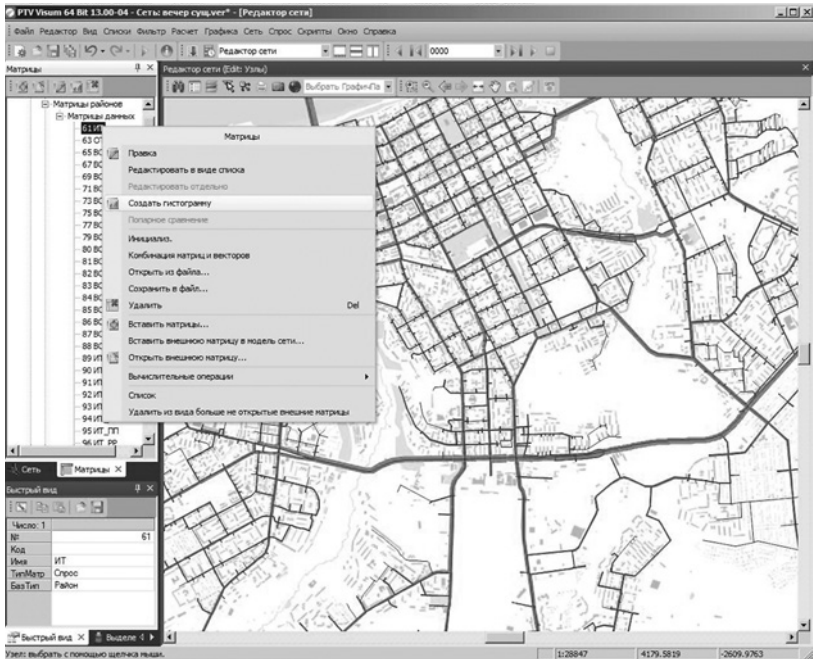 PTV Visum 64 Bit 13.00-04 - Сеть: вечер сущ.ver* - [Редактор сети]
Файл Редактор Вид Списки Фильтр Расчет Графика Сеть Спрос Скрипты Окно Справка
Редактор сети 0000
Матрицы
Редактор сети (Edit: Узлы)
Выбрать ГрафичПа
Матрицы районов
Матрицы данных
61 ИТ
63 ОТ
65 ВС
67 ВС
69 ВС
71 ВС
73 ВС
75 ВС
77 ВС
79 ВС
80 ВС
81 ВС
82 ВС
83 ВС
84 ВС
85 ВС
86 ВС
87 ВС
88 ВС
89 ИТ
90 ИТ
91 ИТ
92 ИТ
93 ИТ
94 ИТ
95 ИТ_ПП
96 ИТ_РР
Матрицы
Правка
Редактировать в виде списка
Редактировать отдельно
Создать гистограмму
Попарное сравнение
Инициализ.
Комбинация матриц и векторов
Открыть из файла...
Сохранить в файл...
Удалить Del
Вставить матрицы...
Вставить внешнюю матрицу в модель сети...
Открыть внешнюю матрицу...
Вычислительные операции
Список
Удалить из вида больше не открытые внешние матрицы
Сеть Матрицы
Быстрый вид
Число: 1
№ 61
Код
Имя ИТ
ТипМатр Спрос
БазТип Район
Быстрый вид Выделе
Узел: выбрать с помощью щелчка мыши.
1:28847 4179.5819 -2609.9763